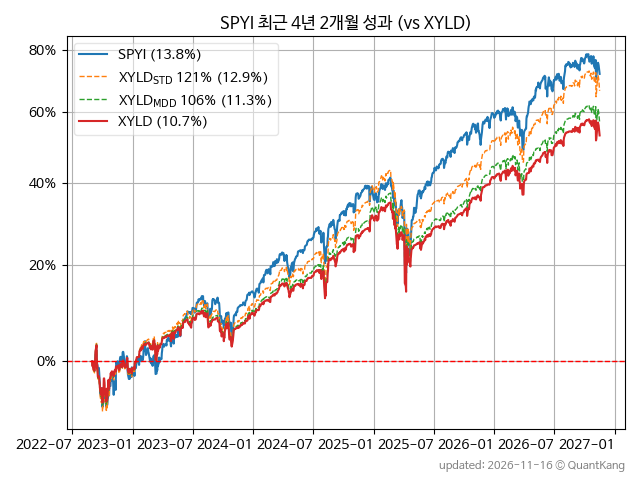 SPYI 최근 4년 2개월 성과 (vs XYLD)
80%
60%
40%
20%
0%
SPYI (13.8%)
XYLD_STD 121% (12.9%)
XYLD_MDD 106% (11.3%)
XYLD (10.7%)
2022-07 2023-01 2023-07 2024-01 2024-07 2025-01 2025-07 2026-01 2026-07 2027-01
updated: 2026-11-16 © QuantKang